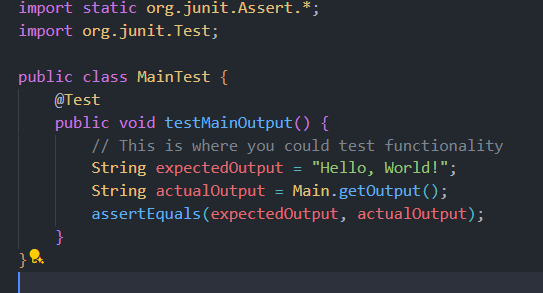 import static org.junit.Assert.*;
import org.junit.Test;

public class MainTest {
    @Test
    public void testMainOutput() {
        // This is where you could test functionality
        String expectedOutput = "Hello, World!";
        String actualOutput = Main.getOutput();
        assertEquals(expectedOutput, actualOutput);
    }
}